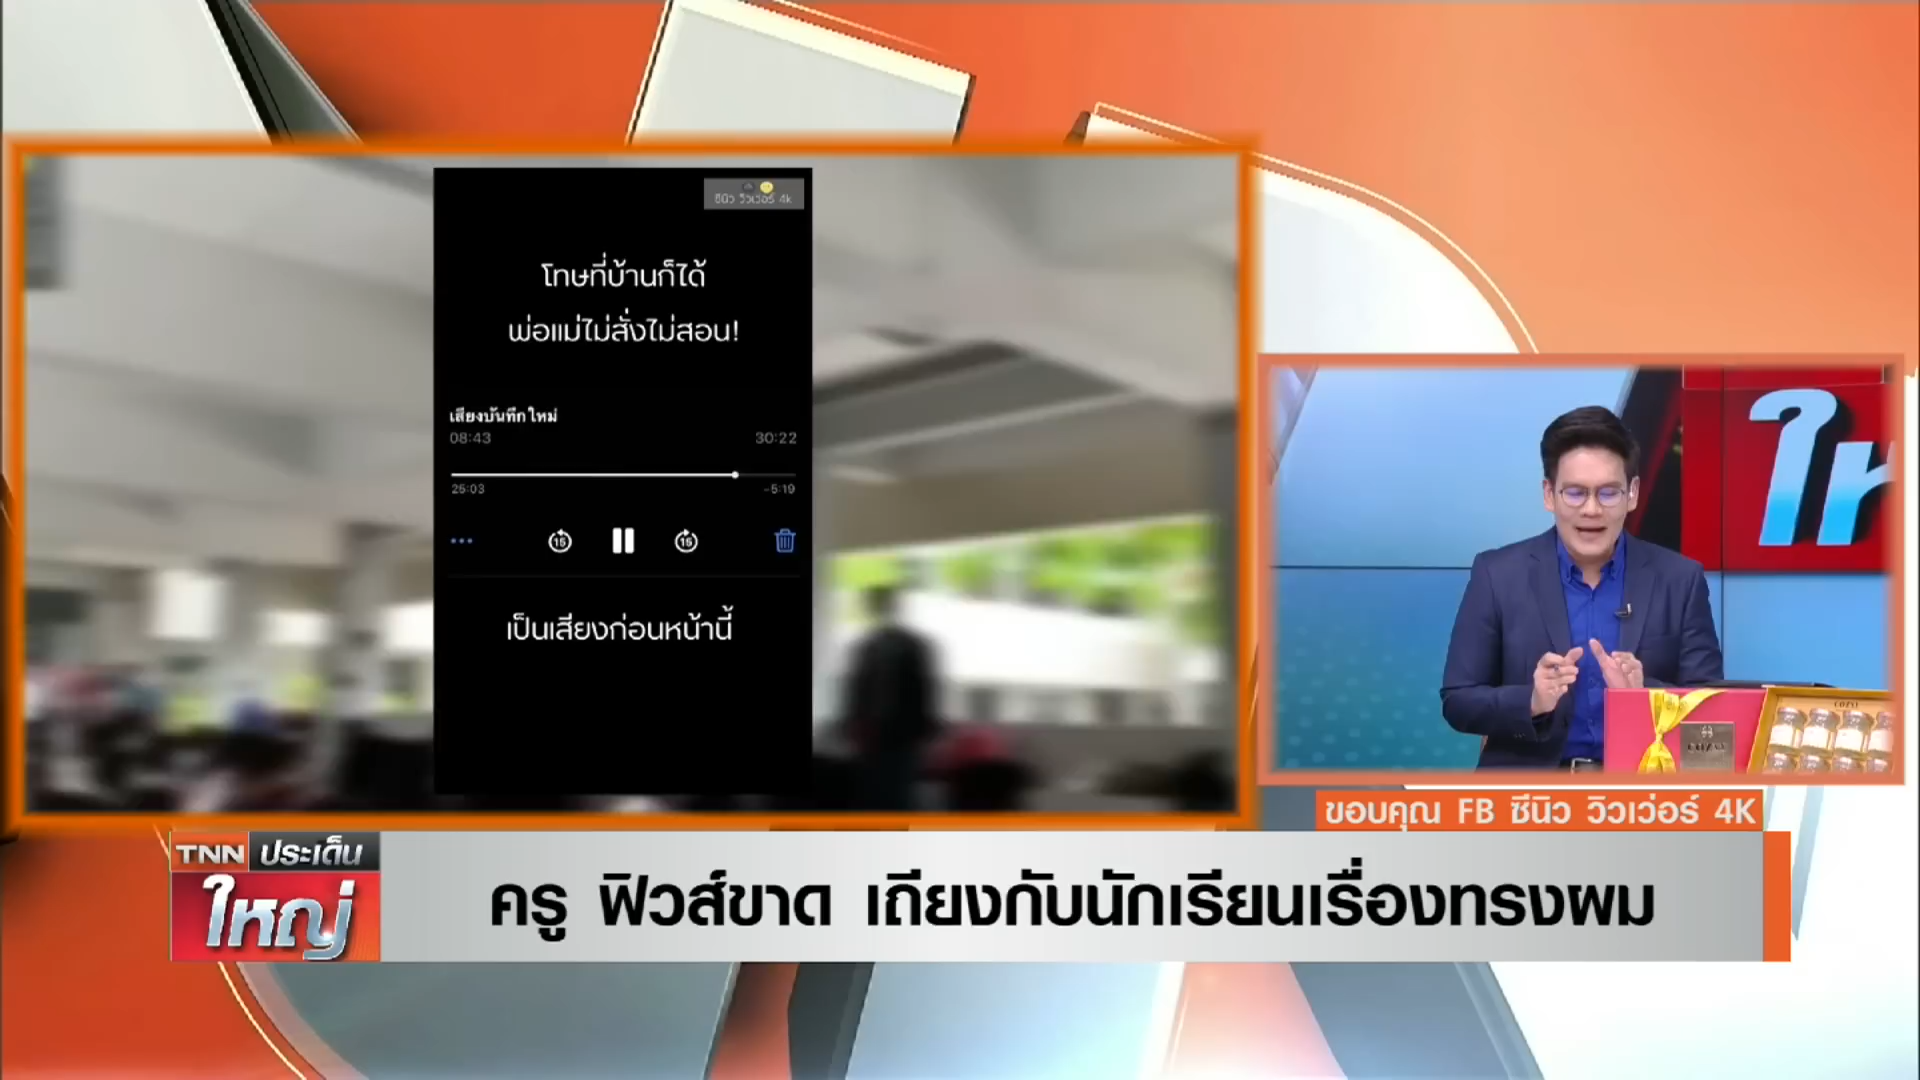 ซีนิว วิวเว่อร์ 4k
โทษที่บ้านก็ได้
พ่อแม่ไม่สั่งไม่สอน!
เสียงบันทึกใหม่
08:43 30:22
25:03 -5:19
15 15
เป็นเสียงก่อนหน้านี้
ให
COZXI
ขอบคุณ FB ซีนิว วิวเว่อร์ 4K
TNN ประเด็น
ใหญ่
ครู ฟิวส์ขาด เถียงกับนักเรียนเรื่องทรงผม